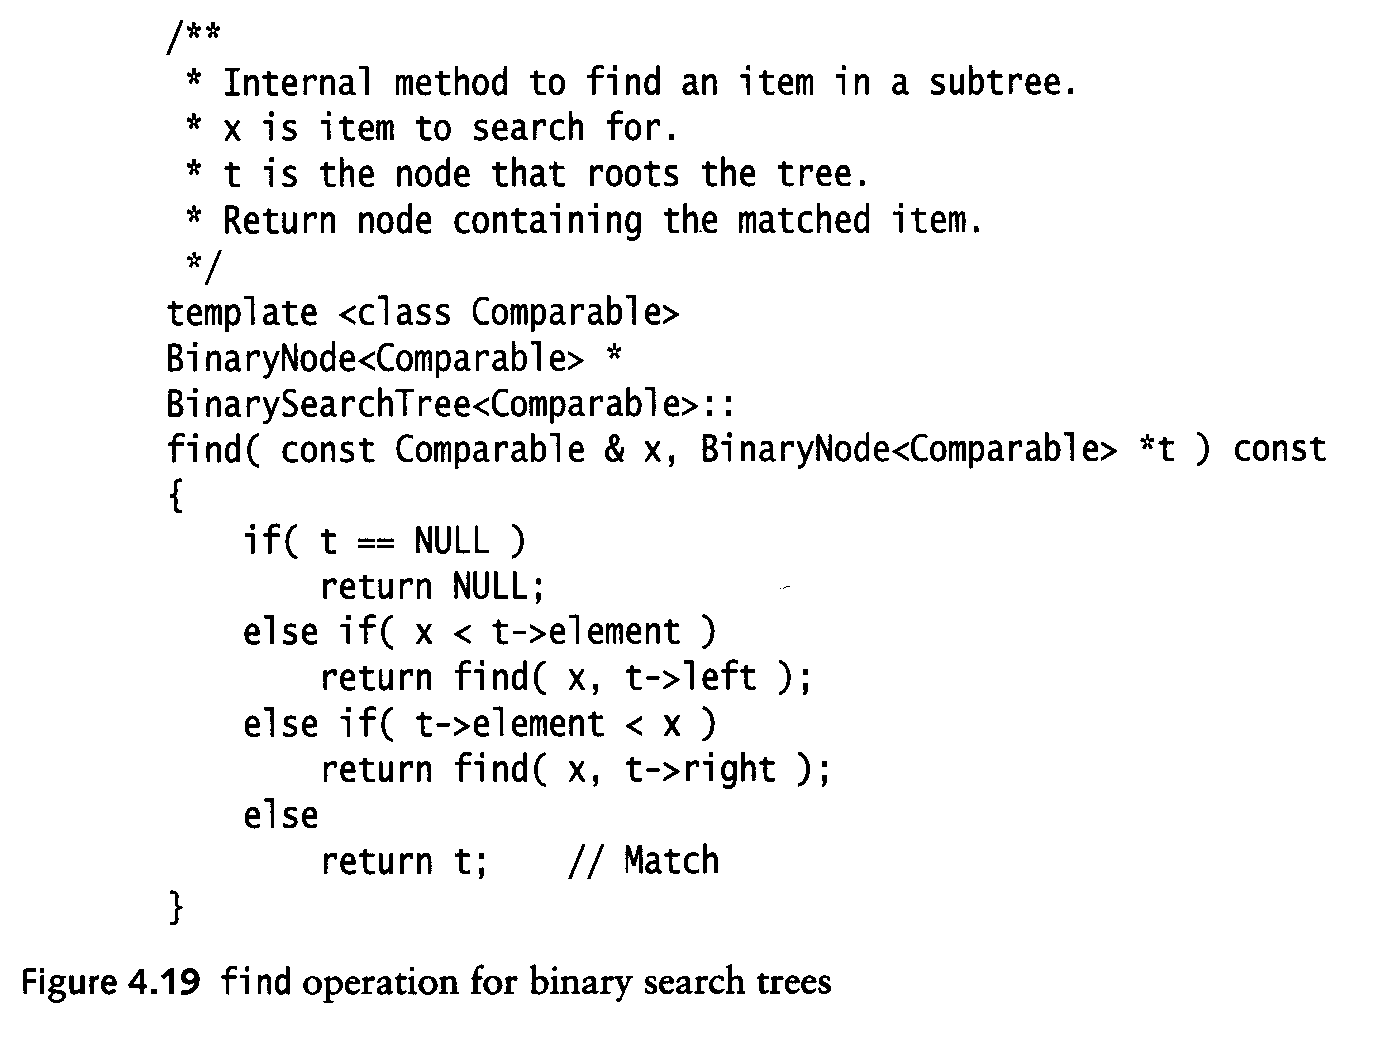 /**
 * Internal method to find an item in a subtree.
 * x is item to search for.
 * t is the node that roots the tree.
 * Return node containing the matched item.
 */
template <class Comparable>
BinaryNode<Comparable> *
BinarySearchTree<Comparable>::
find( const Comparable & x, BinaryNode<Comparable> *t ) const
{
    if( t == NULL )
        return NULL;
    else if( x < t->element )
        return find( x, t->left );
    else if( t->element < x )
        return find( x, t->right );
    else
        return t;    // Match
}
Figure 4.19 find operation for binary search trees